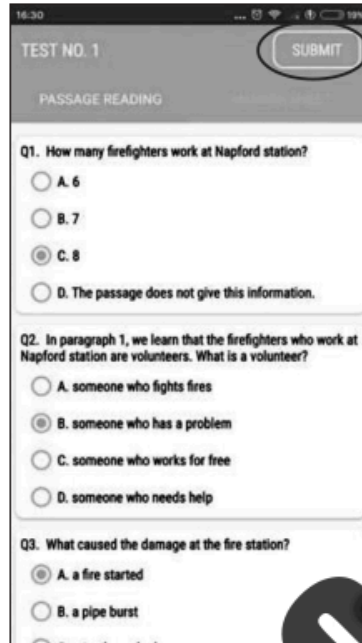 16:30
... 19%
TEST NO. 1
SUBMIT
PASSAGE READING
Q1. How many firefighters work at Napford station?
A. 6
B. 7
C. 8
D. The passage does not give this information.
Q2. In paragraph 1, we learn that the firefighters who work at
Napford station are volunteers. What is a volunteer?
A. someone who fights fires
B. someone who has a problem
C. someone who works for free
D. someone who needs help
Q3. What caused the damage at the fire station?
A. a fire started
B. a pipe burst